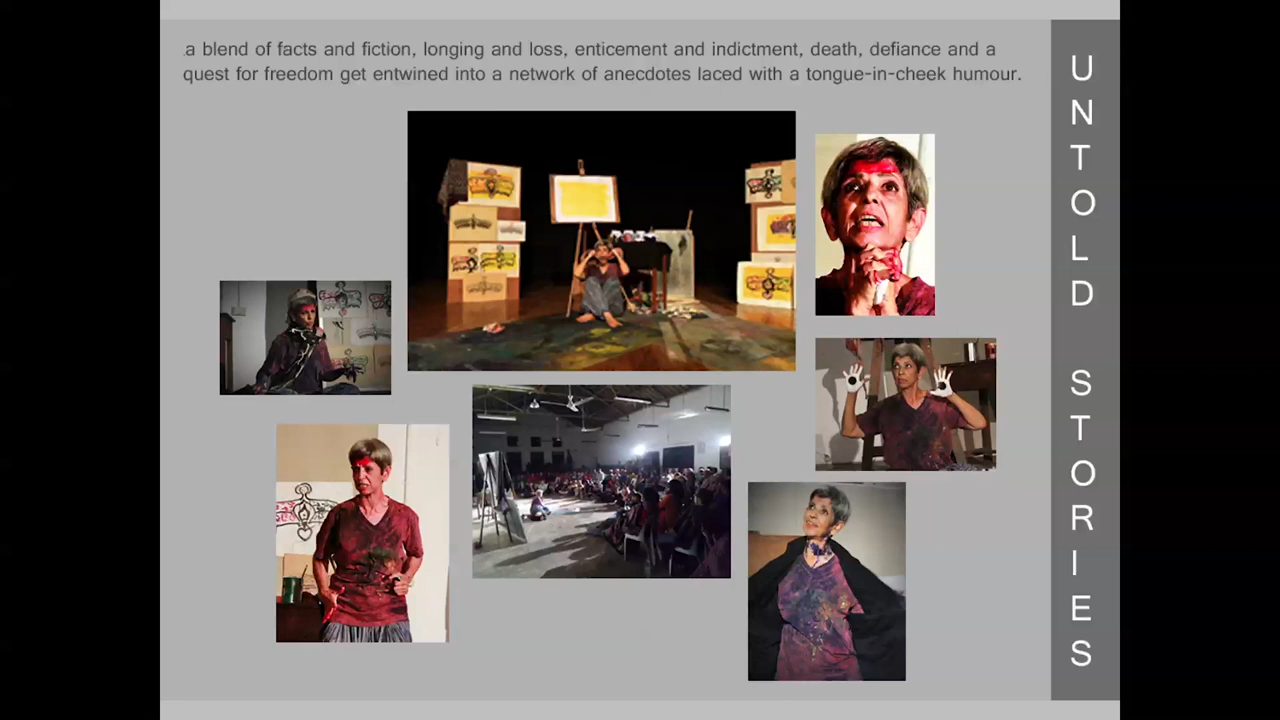 .a blend of facts and fiction, longing and loss, enticement and indictment, death, defiance and a
quest for freedom get entwined into a network of anecdotes laced with a tongue-in-cheek humour.
UNTOLD STORIES